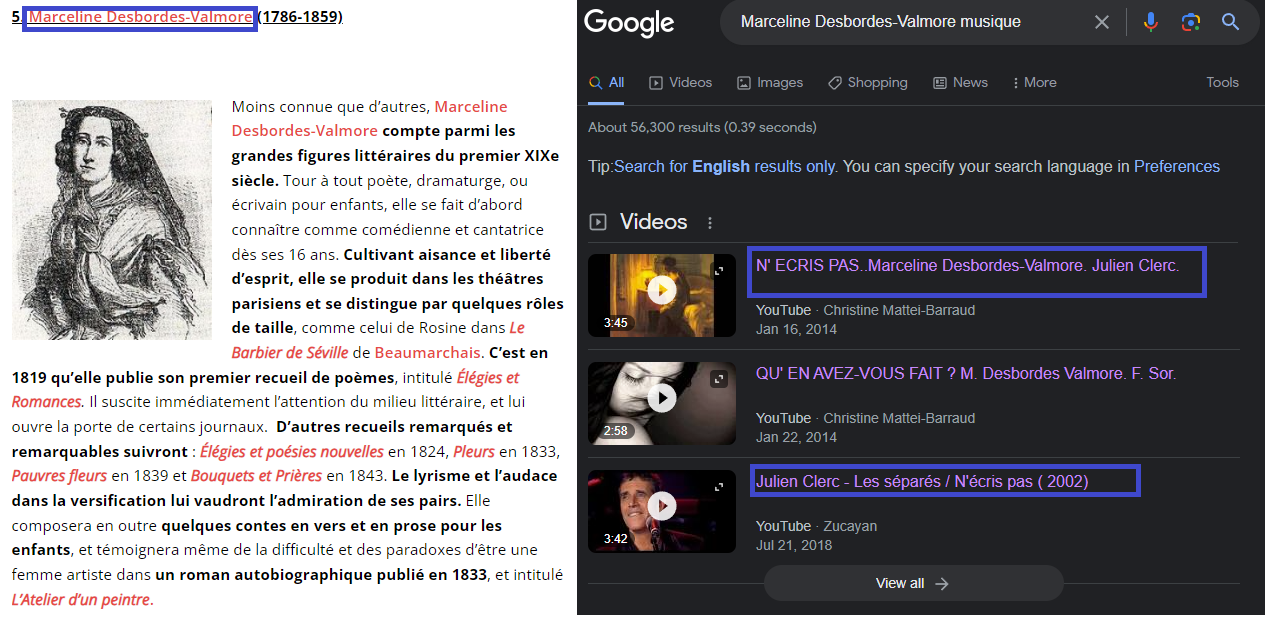 5. Marceline Desbordes-Valmore (1786-1859)
Moins connue que d’autres, Marceline
Desbordes-Valmore compte parmi les
grandes figures littéraires du premier XIXe
siècle. Tour à tout poète, dramaturge, ou
écrivain pour enfants, elle se fait d’abord
connaître comme comédienne et cantatrice
dès ses 16 ans. Cultivant aisance et liberté
d’esprit, elle se produit dans les théâtres
parisiens et se distingue par quelques rôles
de taille, comme celui de Rosine dans Le
Barbier de Séville de Beaumarchais. C’est en
1819 qu’elle publie son premier recueil de poèmes, intitulé Élégies et
Romances. Il suscite immédiatement l’attention du milieu littéraire, et lui
ouvre la porte de certains journaux. D’autres recueils remarqués et
remarquables suivront : Élégies et poésies nouvelles en 1824, Pleurs en 1833,
Pauvres fleurs en 1839 et Bouquets et Prières en 1843. Le lyrisme et l’audace
dans la versification lui vaudront l’admiration de ses pairs. Elle
composera en outre quelques contes en vers et en prose pour les
enfants, et témoignera même de la difficulté et des paradoxes d’être une
femme artiste dans un roman autobiographique publié en 1833, et intitulé
L’Atelier d’un peintre.
Google
Marceline Desbordes-Valmore musique
All Videos Images Shopping News More Tools
About 56,300 results (0.39 seconds)
Tip:Search for English results only. You can specify your search language in Preferences
Videos
N' ECRIS PAS..Marceline Desbordes-Valmore. Julien Clerc.
YouTube · Christine Mattei-Barraud
Jan 16, 2014
3:45
QU' EN AVEZ-VOUS FAIT ? M. Desbordes Valmore. F. Sor.
YouTube · Christine Mattei-Barraud
Jan 22, 2014
2:58
Julien Clerc - Les séparés / N'écris pas ( 2002)
YouTube · Zucayan
Jul 21, 2018
3:42
View all